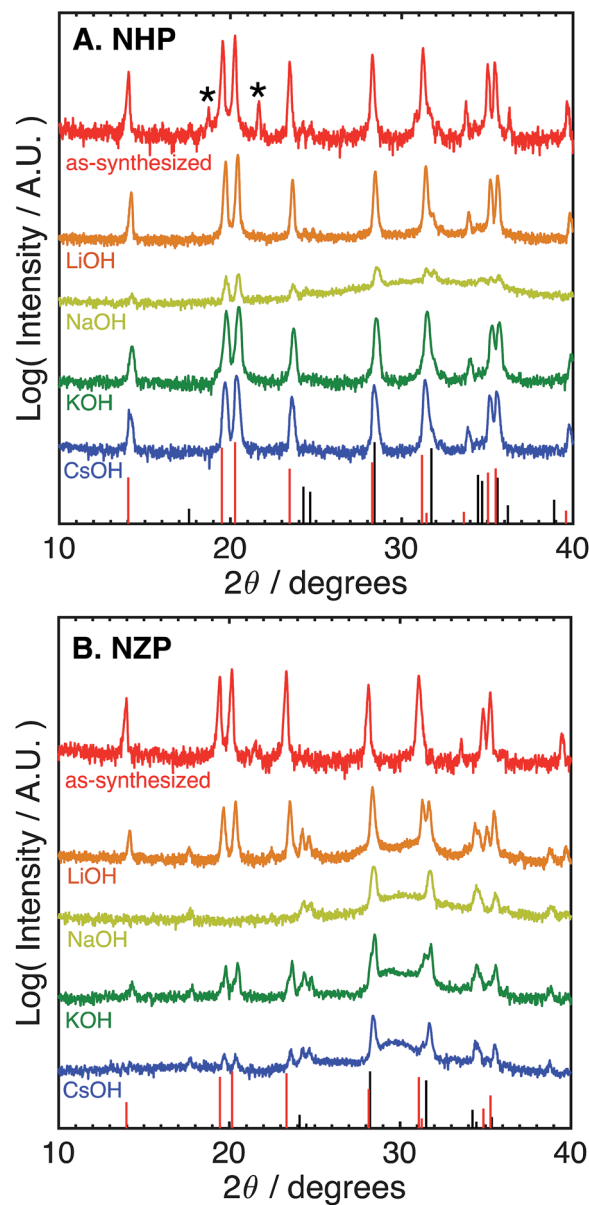 A. NHP
* *
as-synthesized
LiOH
NaOH
KOH
CsOH
Log( Intensity / A.U. )
10 20 30 40
2θ / degrees
B. NZP
as-synthesized
LiOH
NaOH
KOH
CsOH
Log( Intensity / A.U. )
10 20 30 40
2θ / degrees